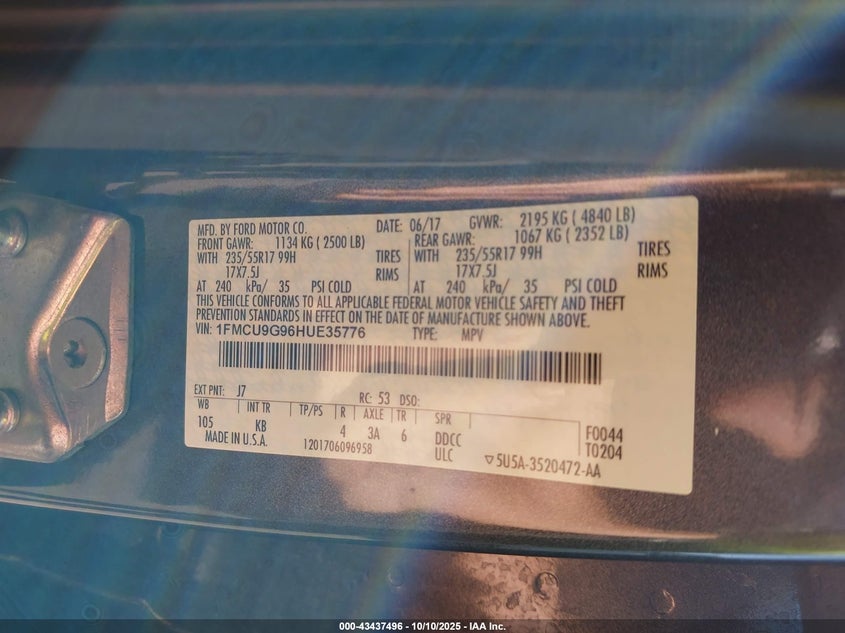 MFD. BY FORD MOTOR CO. DATE: 06/17 GVWR: 2195 KG ( 4840 LB)
FRONT GAWR: 1134 KG ( 2500 LB) REAR GAWR: 1067 KG ( 2352 LB)
WITH 235/55R17 99H TIRES WITH 235/55R17 99H TIRES
17X7.5J RIMS 17X7.5J RIMS
AT 240 kPa/ 35 PSI COLD AT 240 kPa/ 35 PSI COLD
THIS VEHICLE CONFORMS TO ALL APPLICABLE FEDERAL MOTOR VEHICLE SAFETY AND THEFT
PREVENTION STANDARDS IN EFFECT ON THE DATE OF MANUFACTURE SHOWN ABOVE.
VIN: 1FMCU9G96HUE35776 TYPE: MPV
EXT PNT: J7 RC: 53 DSO:
WB INT TR TP/PS R AXLE TR SPR
105 KB 4 3A 6 DDCC F0044
MADE IN U.S.A. 1201706096958 ULC ▽5U5A-3520472-AA T0204
000-43437496 - 10/10/2025 - IAA Inc.